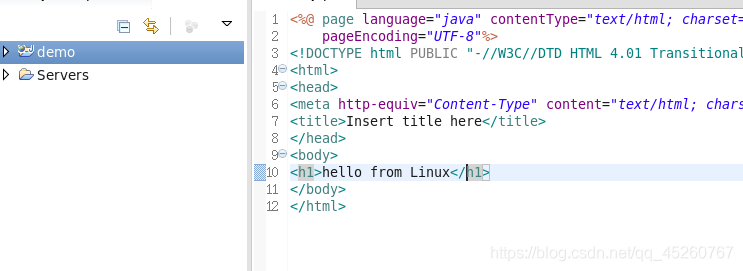 demo
Servers
1 <%@ page language="java" contentType="text/html; charset=
2 pageEncoding="UTF-8"%>
3 <!DOCTYPE html PUBLIC "-//W3C//DTD HTML 4.01 Transitional
4 <html>
5 <head>
6 <meta http-equiv="Content-Type" content="text/html; chars
7 <title>Insert title here</title>
8 </head>
9 <body>
10 <h1>hello from Linux</h1>
11 </body>
12 </html>
https://blog.csdn.net/qq_45260767